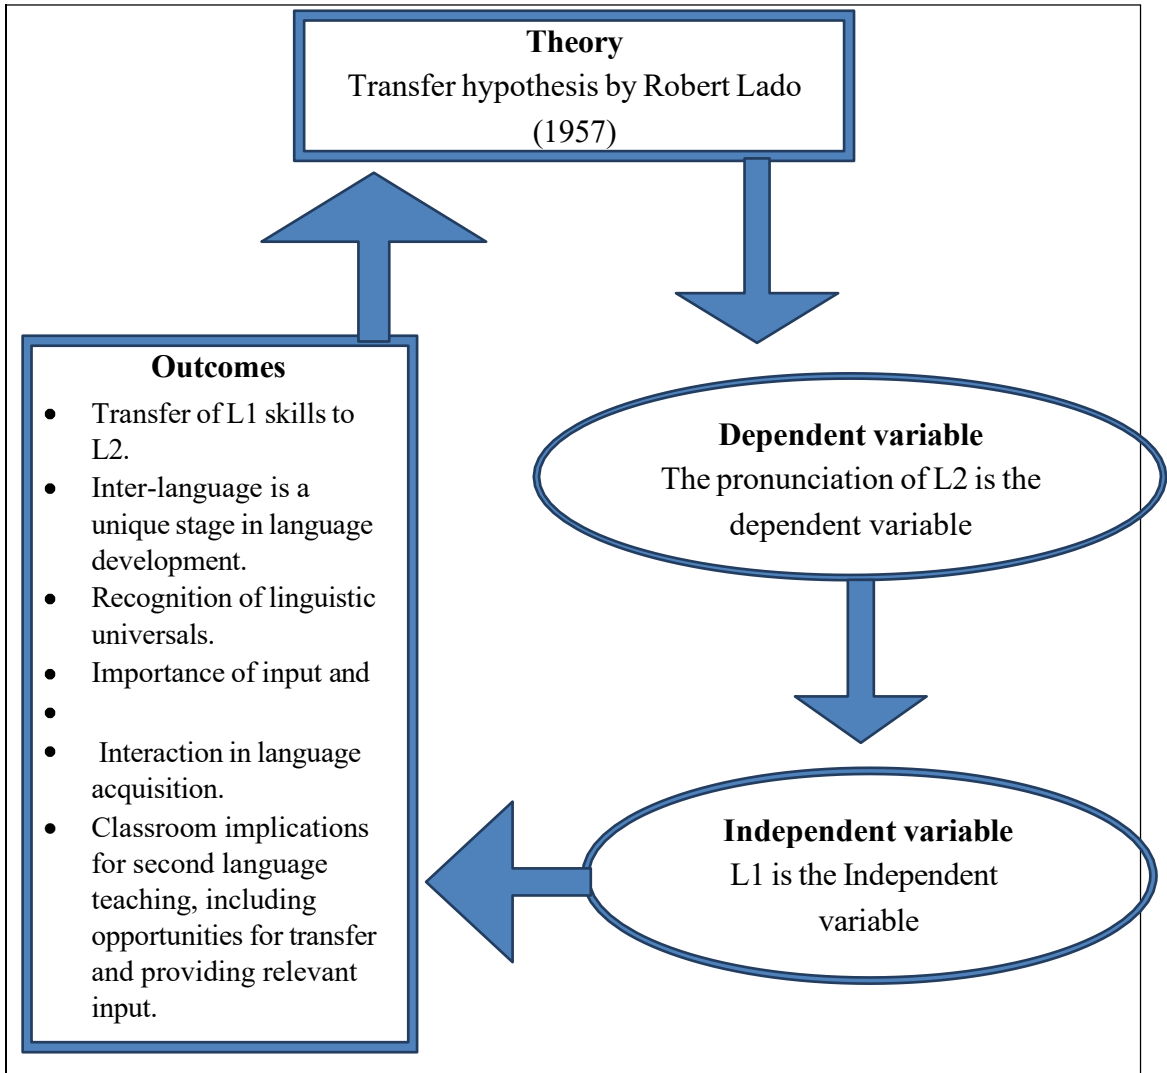 Theory
Transfer hypothesis by Robert Lado
(1957)
Dependent variable
The pronunciation of L2 is the
dependent variable
Independent variable
L1 is the Independent
variable
Outcomes
• Transfer of L1 skills to
L2.
• Inter-language is a
unique stage in language
development.
• Recognition of linguistic
universals.
• Importance of input and
•
• Interaction in language
acquisition.
• Classroom implications
for second language
teaching, including
opportunities for transfer
and providing relevant
input.